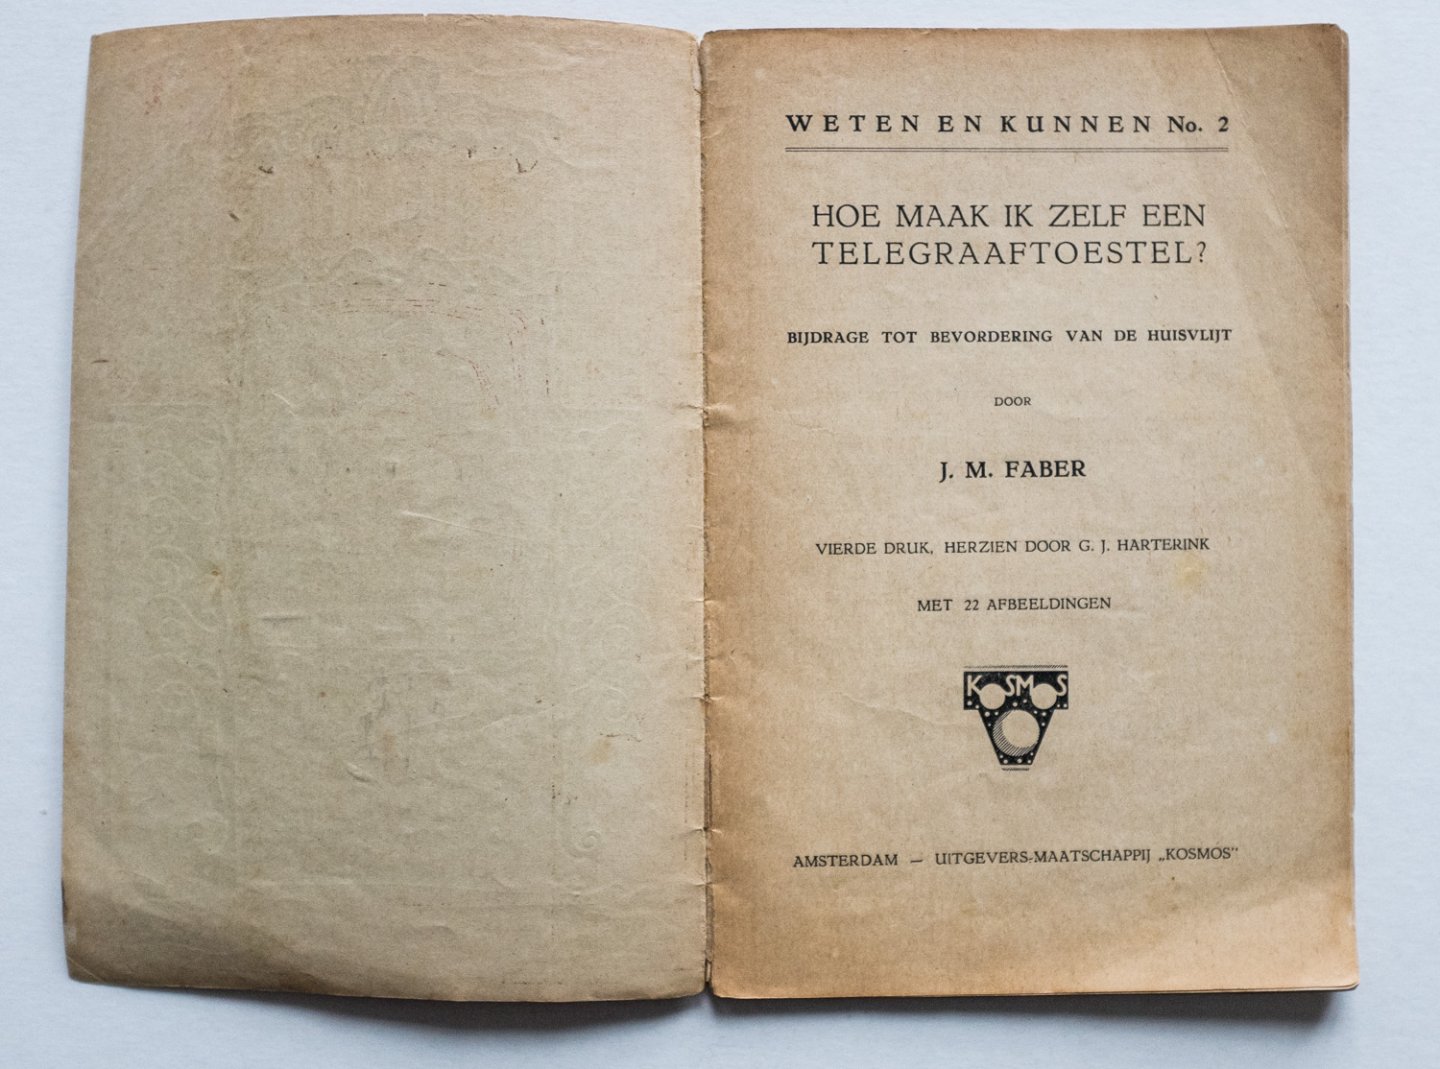 WETEN EN KUNNEN No. 2
HOE MAAK IK ZELF EEN
TELEGRAAFTOESTEL?
BIJDRAGE TOT BEVORDERING VAN DE HUISVLIJT
DOOR
J. M. FABER
VIERDE DRUK, HERZIEN DOOR G. J. HARTERINK
MET 22 AFBEELDINGEN
KOSMOS
AMSTERDAM — UITGEVERS-MAATSCHAPPIJ „KOSMOS”